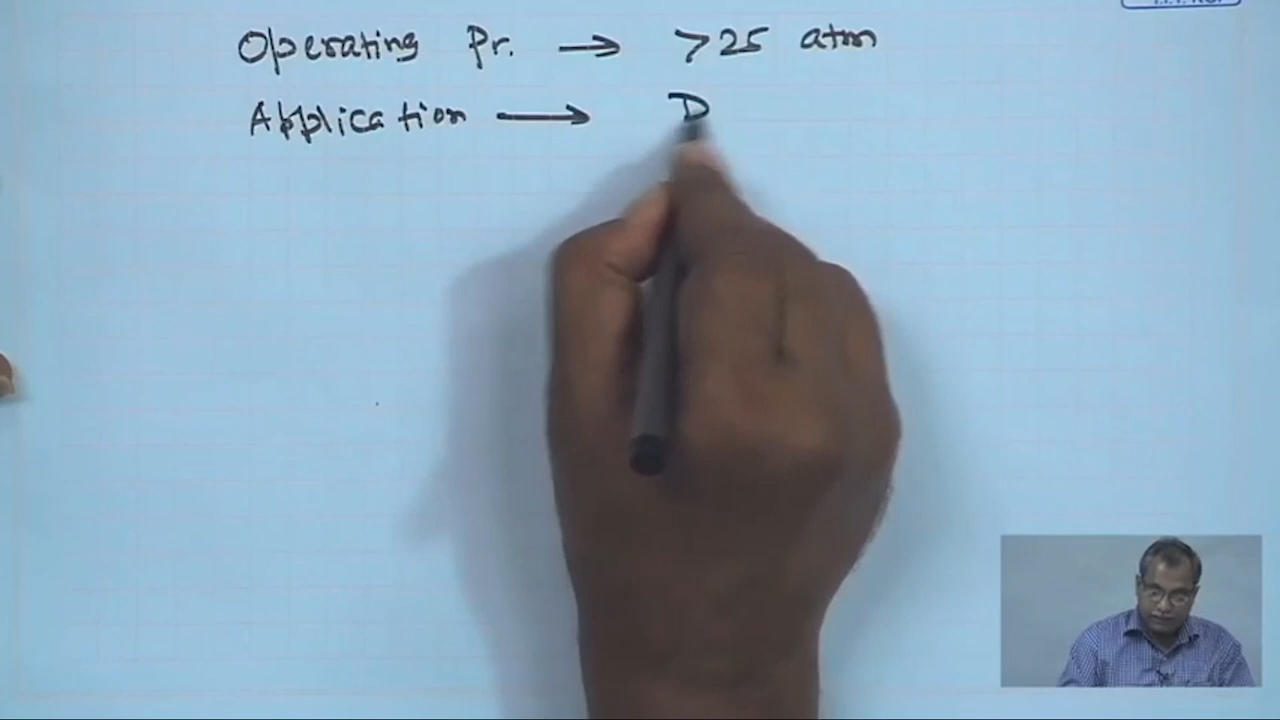 Operating Pr. → >25 atm
Application → D